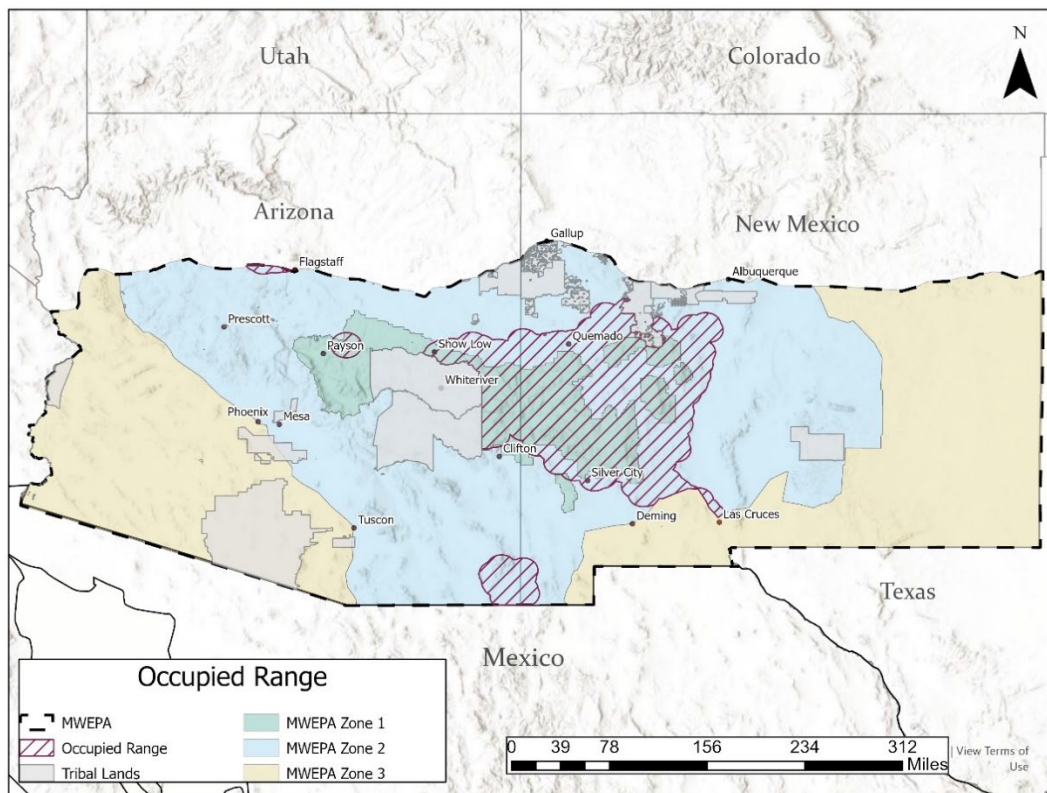 Utah
Colorado
N
Arizona
New Mexico
Gallup
Flagstaff
Albuquerque
Prescott
Payson
Show Low
Quemado
Whiteriver
Phoenix
Mesa
Clifton
Silver City
Tuscon
Deming
Las Cruces
Texas
Mexico
Occupied Range
MWEPA
MWEPA Zone 1
Occupied Range
MWEPA Zone 2
Tribal Lands
MWEPA Zone 3
0 39 78 156 234 312
Miles
| View Terms of
Use